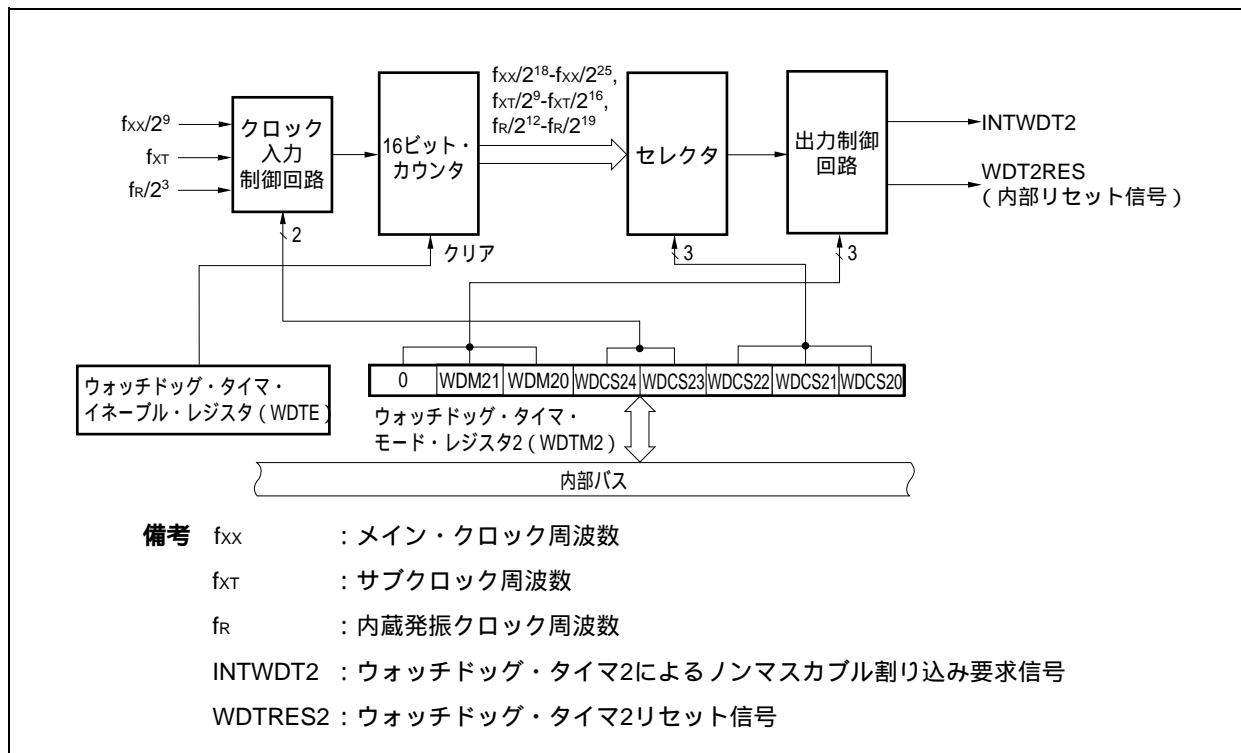 fXX/2^18-fXX/2^25,
fXT/2^9-fXT/2^16,
fR/2^12-fR/2^19
fXX/2^9
fXT
fR/2^3
クロック
入力
制御回路
16ビット・
カウンタ
セレクタ
出力制御
回路
INTWDT2
WDT2RES
(内部リセット信号)
2
クリア
3
3
ウォッチドッグ・タイマ・
イネーブル・レジスタ(WDTE)
0 WDM21 WDM20 WDCS24 WDCS23 WDCS22 WDCS21 WDCS20
ウォッチドッグ・タイマ・
モード・レジスタ2(WDTM2)
内部バス
備考 fXX :メイン・クロック周波数
fXT :サブクロック周波数
fR :内蔵発振クロック周波数
INTWDT2 :ウォッチドッグ・タイマ2によるノンマスカブル割り込み要求信号
WDTRES2:ウォッチドッグ・タイマ2リセット信号